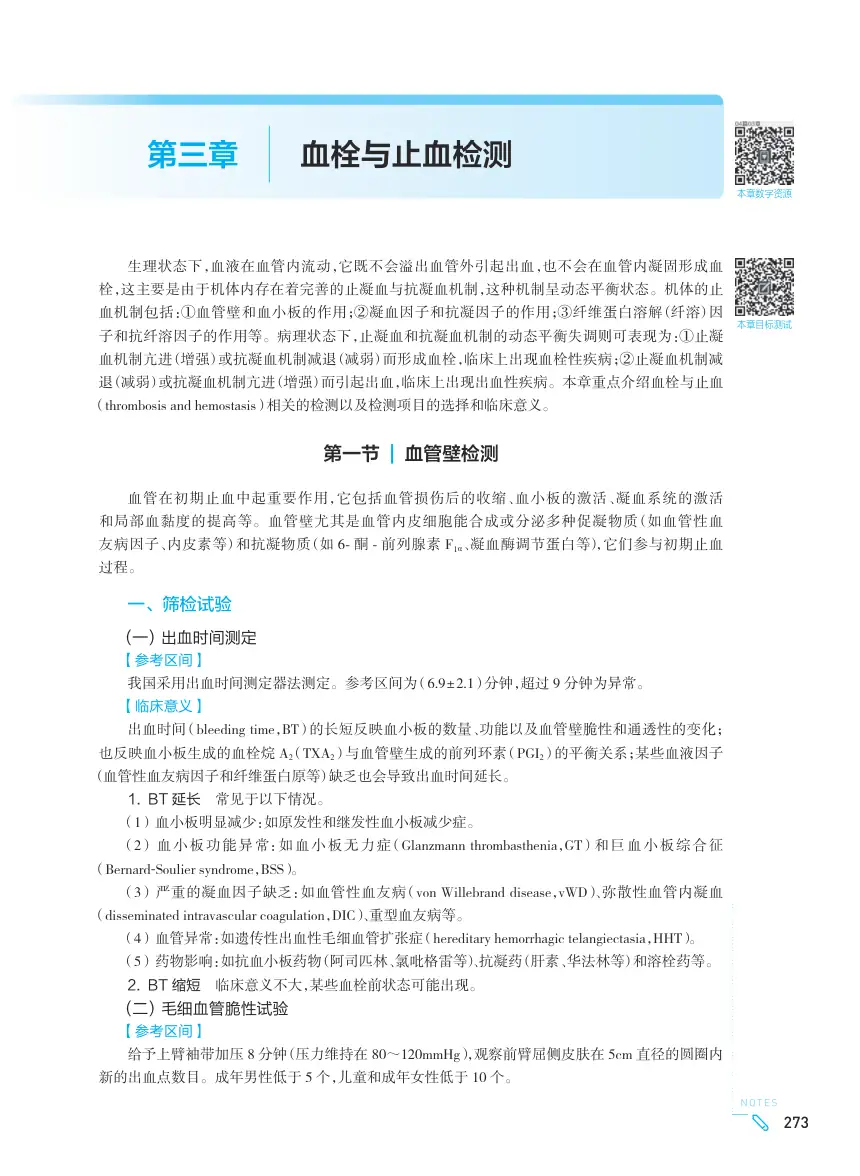 第三章 血栓与止血检测
本章数字资源
生理状态下,血液在血管内流动,它既不会溢出血管外引起出血,也不会在血管内凝固形成血
栓,这主要是由于机体内存在着完善的止凝血与抗凝血机制,这种机制呈动态平衡状态。机体的止
血机制包括:①血管壁和血小板的作用;②凝血因子和抗凝因子的作用;③纤维蛋白溶解(纤溶)因
本章目标测试
子和抗纤溶因子的作用等。病理状态下,止凝血和抗凝血机制的动态平衡失调则可表现为:①止凝
血机制亢进(增强)或抗凝血机制减退(减弱)而形成血栓,临床上出现血栓性疾病;②止凝血机制减
退(减弱)或抗凝血机制亢进(增强)而引起出血,临床上出现出血性疾病。本章重点介绍血栓与止血
(thrombosis and hemostasis)相关的检测以及检测项目的选择和临床意义。
第一节 | 血管壁检测
血管在初期止血中起重要作用,它包括血管损伤后的收缩、血小板的激活、凝血系统的激活
和局部血黏度的提高等。血管壁尤其是血管内皮细胞能合成或分泌多种促凝物质(如血管性血
友病因子、内皮素等)和抗凝物质(如 6- 酮 - 前列腺素 F₁α、凝血酶调节蛋白等),它们参与初期止血
过程。
一、筛检试验
(一)出血时间测定
【参考区间】
我国采用出血时间测定器法测定。参考区间为(6.9±2.1)分钟,超过 9 分钟为异常。
【临床意义】
出血时间(bleeding time,BT)的长短反映血小板的数量、功能以及血管壁脆性和通透性的变化;
也反映血小板生成的血栓烷 A₂(TXA₂)与血管壁生成的前列环素(PGI₂)的平衡关系;某些血液因子
(血管性血友病因子和纤维蛋白原等)缺乏也会导致出血时间延长。
1. BT 延长 常见于以下情况。
(1)血小板明显减少:如原发性和继发性血小板减少症。
(2)血小板功能异常:如血小板无力症(Glanzmann thrombasthenia,GT)和巨血小板综合征
(Bernard-Soulier syndrome,BSS)。
(3)严重的凝血因子缺乏:如血管性血友病(von Willebrand disease,vWD)、弥散性血管内凝血
(disseminated intravascular coagulation,DIC)、重型血友病等。
(4)血管异常:如遗传性出血性毛细血管扩张症(hereditary hemorrhagic telangiectasia,HHT)。
(5)药物影响:如抗血小板药物(阿司匹林、氯吡格雷等)、抗凝药(肝素、华法林等)和溶栓药等。
2. BT 缩短 临床意义不大,某些血栓前状态可能出现。
(二)毛细血管脆性试验
【参考区间】
给予上臂袖带加压 8 分钟(压力维持在 80～120mmHg),观察前臂屈侧皮肤在 5cm 直径的圆圈内
新的出血点数目。成年男性低于 5 个,儿童和成年女性低于 10 个。
NOTES
273